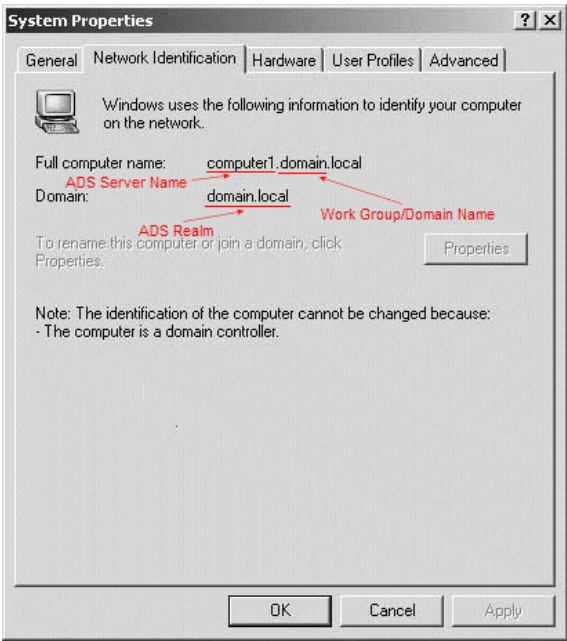 System Properties
General Network Identification Hardware User Profiles Advanced
Windows uses the following information to identify your computer
on the network.
Full computer name: computer1.domain.local
ADS Server Name
Domain: domain.local
Work Group/Domain Name
ADS Realm
To rename this computer or join a domain, click
Properties.
Properties
Note: The identification of the computer cannot be changed because:
- The computer is a domain controller.
OK Cancel Apply